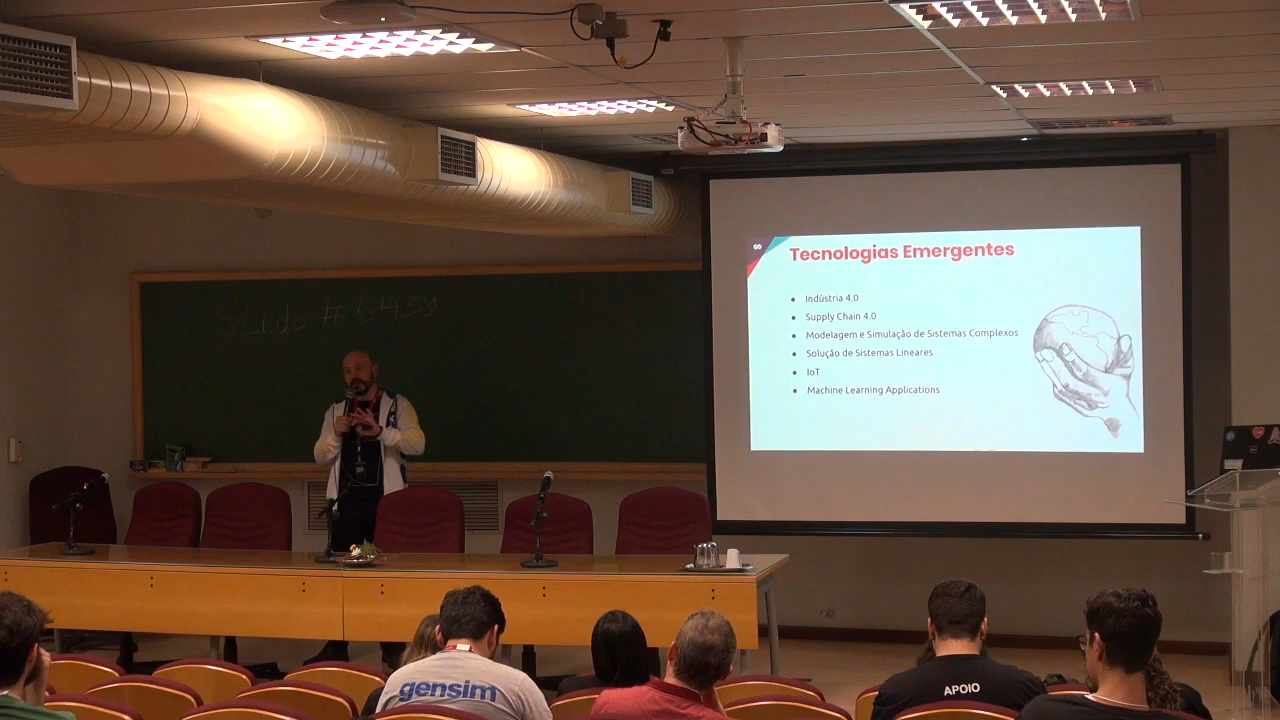 Tecnologias Emergentes
Indústria 4.0
Supply Chain 4.0
Modelagem e Simulação de Sistemas Complexos
Solução de Sistemas Lineares
IoT
Machine Learning Applications
gensim
APOIO